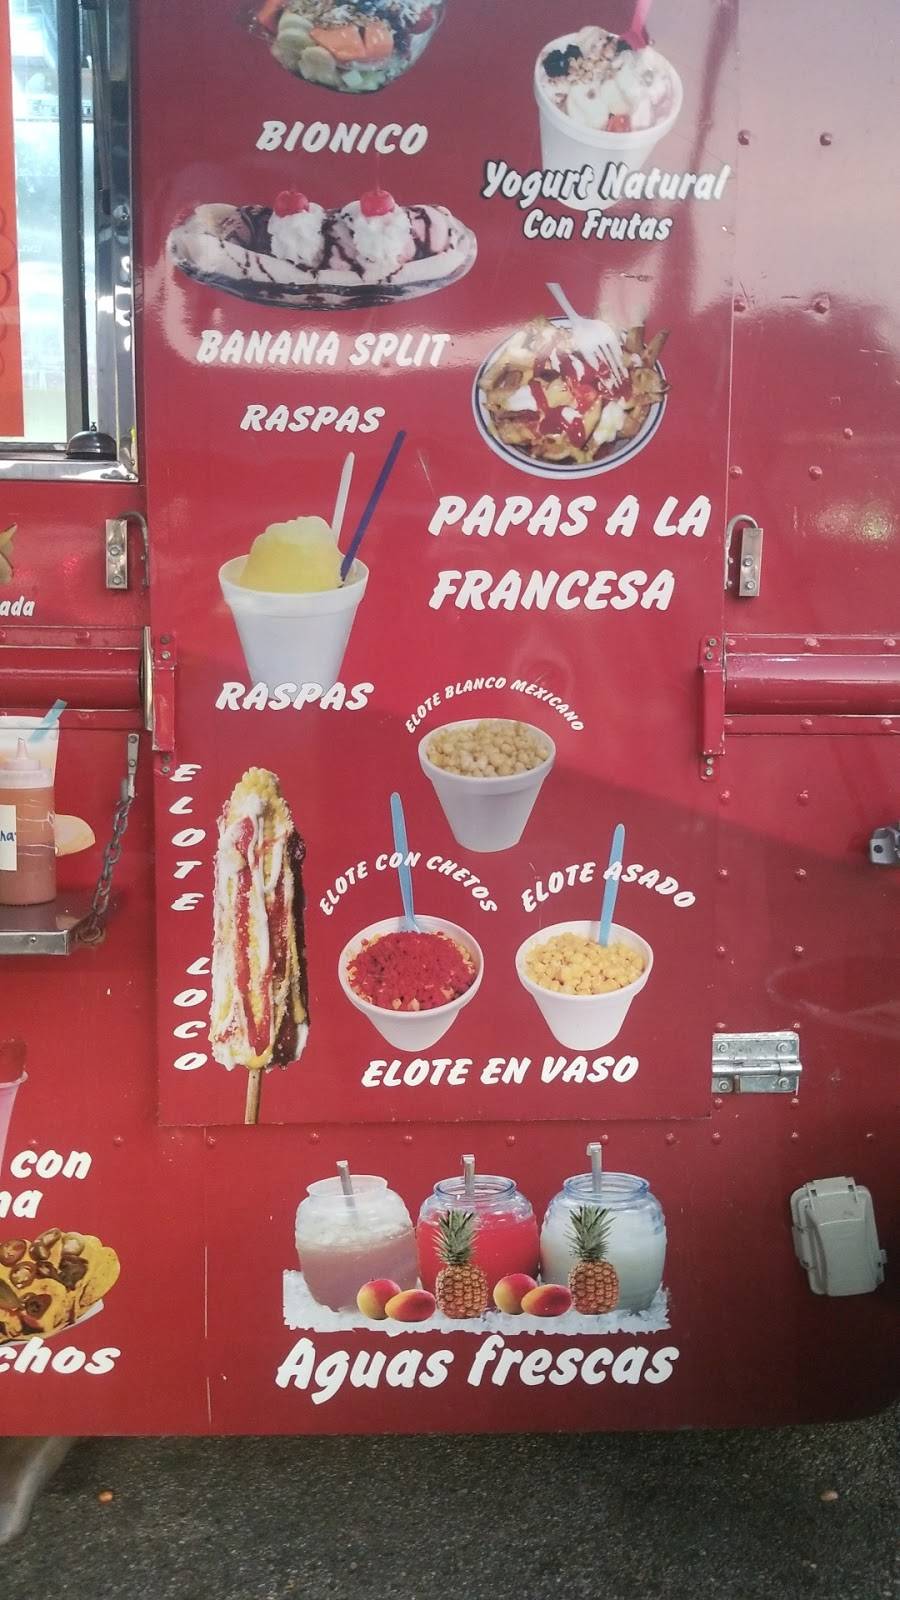 BIONICO
Yogurt Natural
Con Frutas
BANANA SPLIT
RASPAS
PAPAS A LA
FRANCESA
RASPAS
ELOTE BLANCO MEXICANO
ELOTE LOCO
ELOTE CON CHETOS
ELOTE ASADO
ELOTE EN VASO
con
Aguas frescas